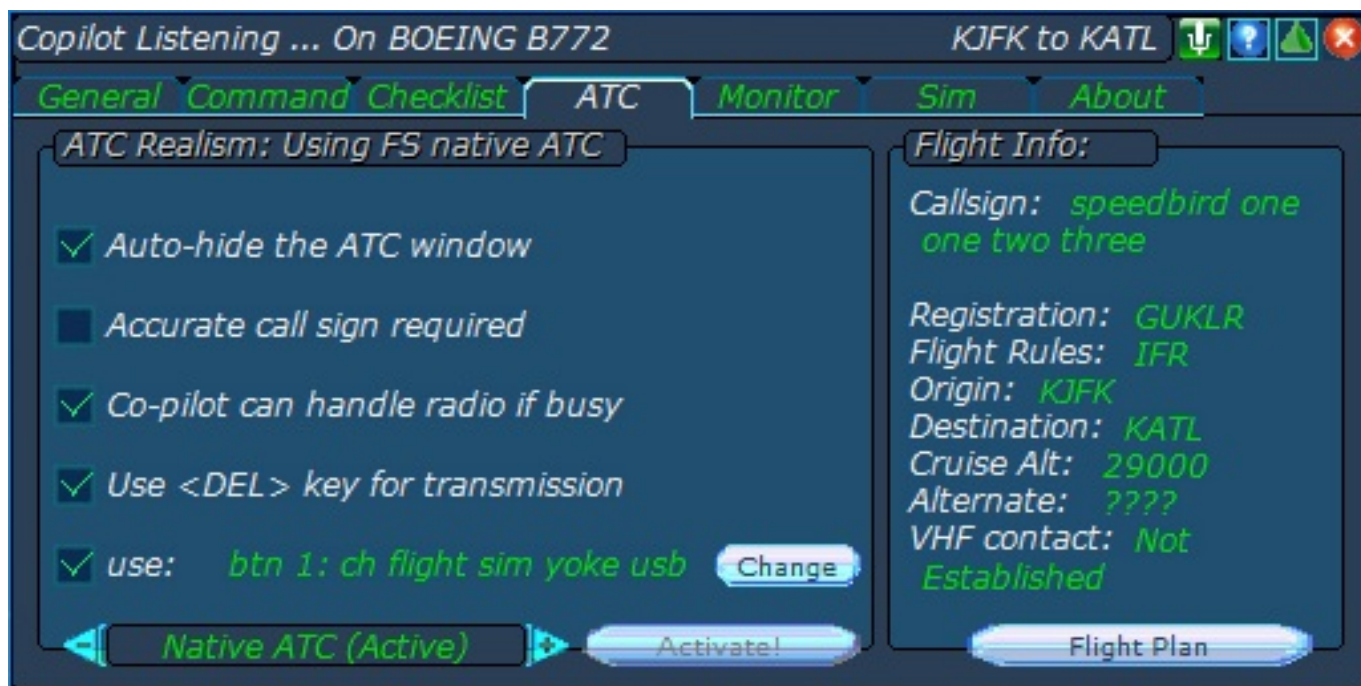 Copilot Listening ... On BOEING B772 KJFK to KATL ?
General Command Checklist ATC Monitor Sim About
ATC Realism: Using FS native ATC
Auto-hide the ATC window
Accurate call sign required
Co-pilot can handle radio if busy
Use <DEL> key for transmission
use: btn 1: ch flight sim yoke usb Change
Native ATC (Active) Activate!
Flight Info:
Callsign: speedbird one
one two three
Registration: GUKLR
Flight Rules: IFR
Origin: KJFK
Destination: KATL
Cruise Alt: 29000
Alternate: ????
VHF contact: Not
Established
Flight Plan